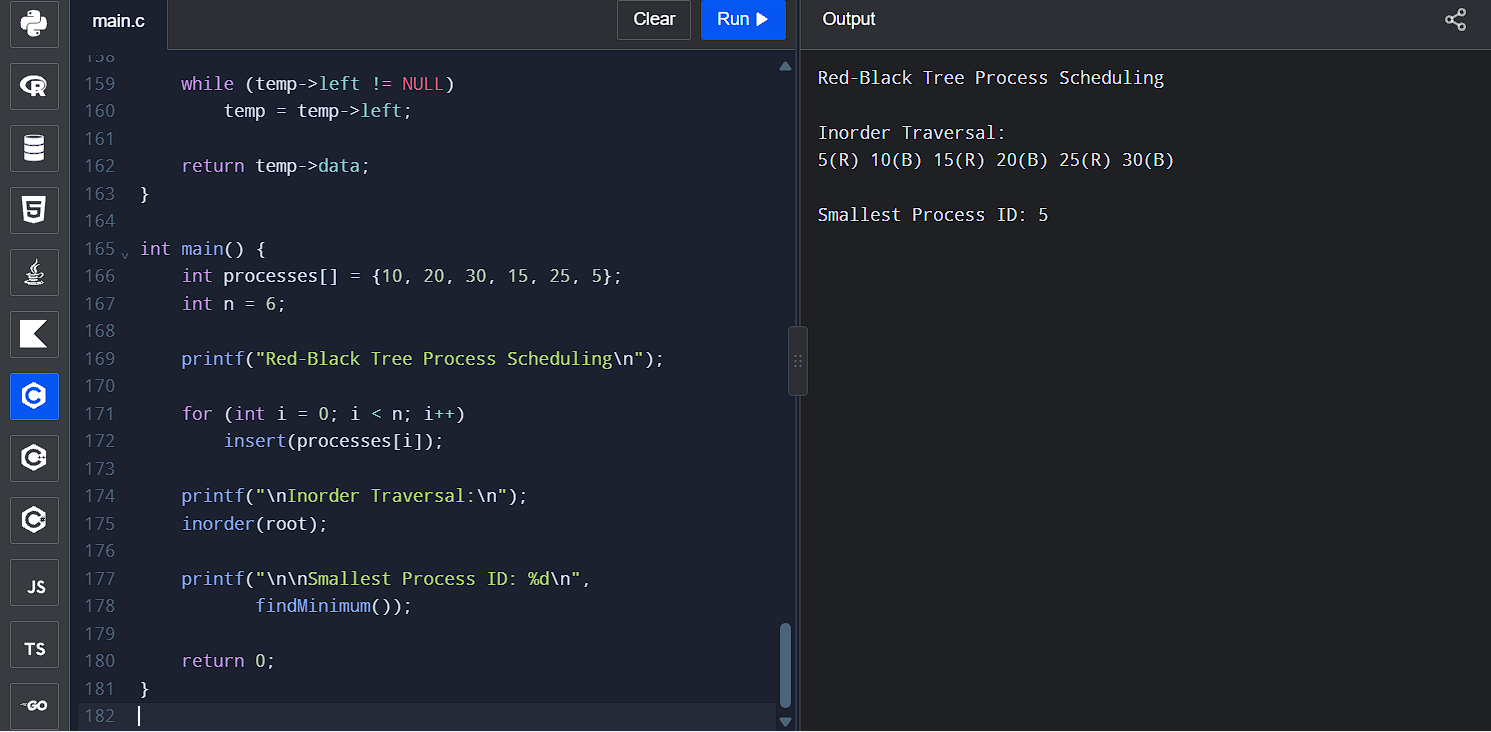 main.c
Clear
Run
159 while (temp->left != NULL)
160 temp = temp->left;
161
162 return temp->data;
163 }
164
165 int main() {
166 int processes[] = {10, 20, 30, 15, 25, 5};
167 int n = 6;
168
169 printf("Red-Black Tree Process Scheduling\n");
170
171 for (int i = 0; i < n; i++)
172 insert(processes[i]);
173
174 printf("\nInorder Traversal:\n");
175 inorder(root);
176
177 printf("\n\nSmallest Process ID: %d\n",
178 findMinimum());
179
180 return 0;
181 }
182
JS
TS
GO
Output
Red-Black Tree Process Scheduling
Inorder Traversal:
5(R) 10(B) 15(R) 20(B) 25(R) 30(B)
Smallest Process ID: 5